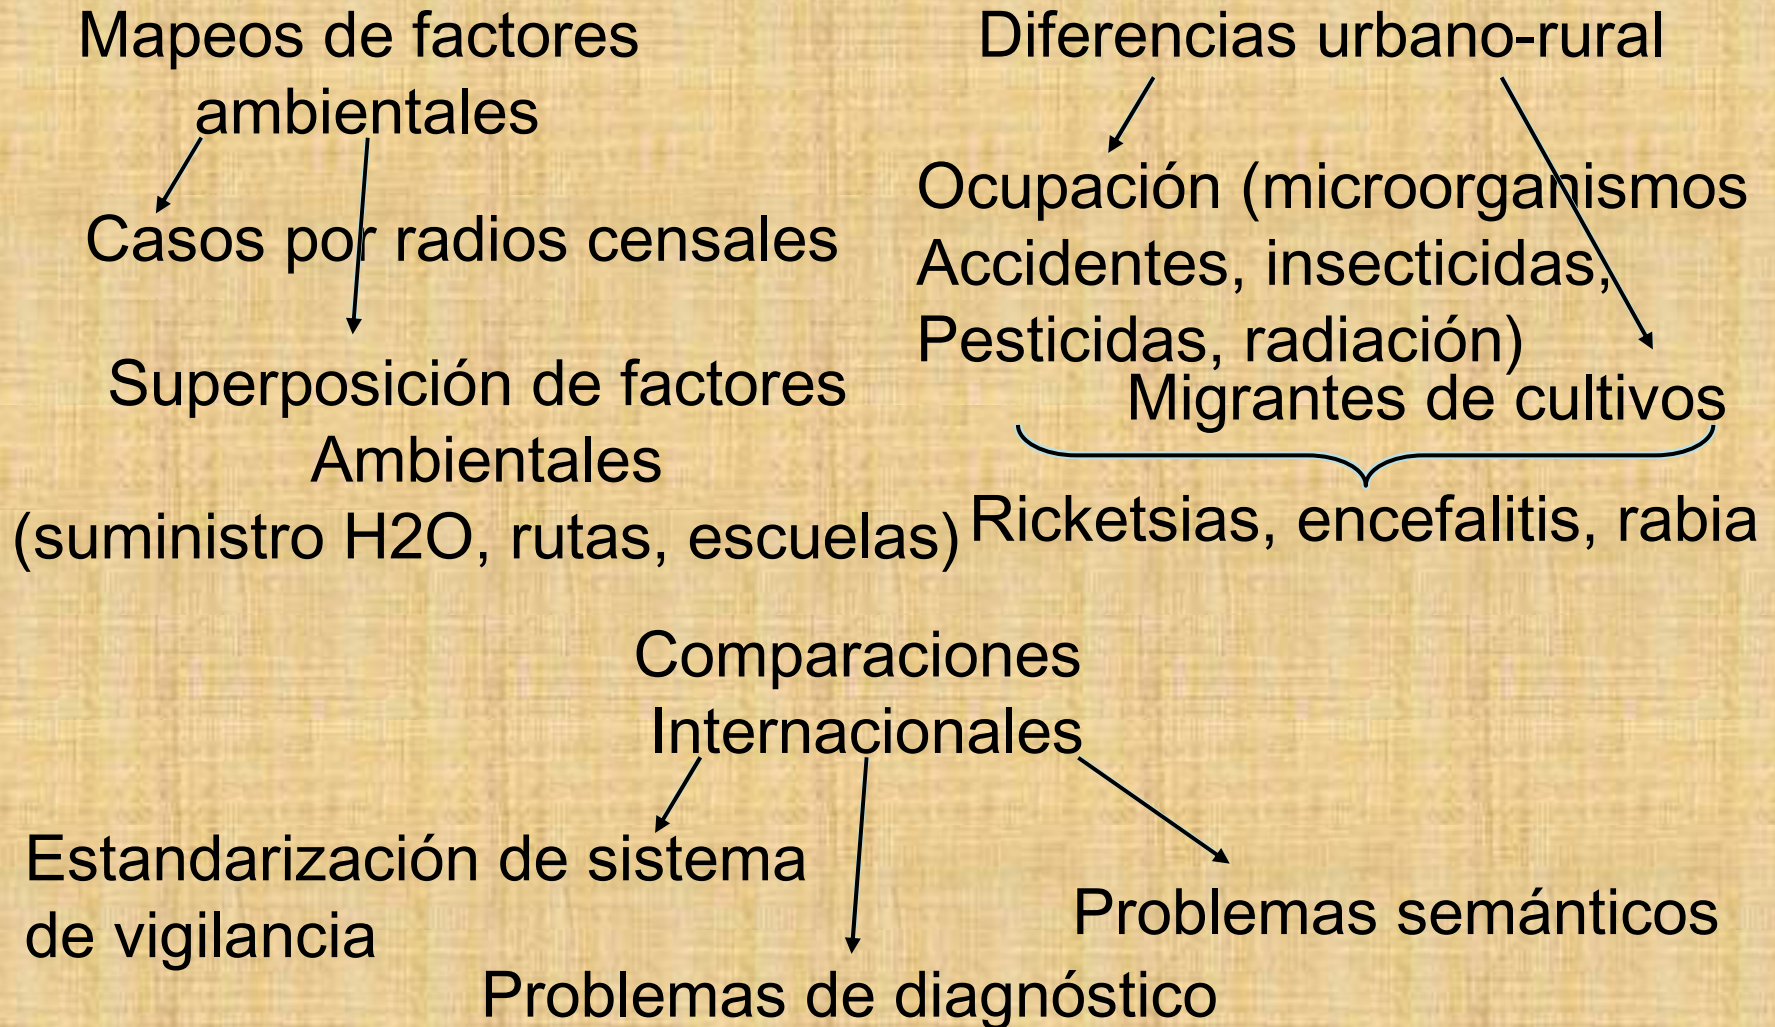 Mapeos de factores
ambientales
Casos por radios censales
Superposición de factores
Ambientales
(suministro H2O, rutas, escuelas)
Diferencias urbano-rural
Ocupación (microorganismos
Accidentes, insecticidas,
Pesticidas, radiación)
Migrantes de cultivos
Ricketsias, encefalitis, rabia
Comparaciones
Internacionales
Estandarización de sistema
de vigilancia
Problemas de diagnóstico
Problemas semánticos